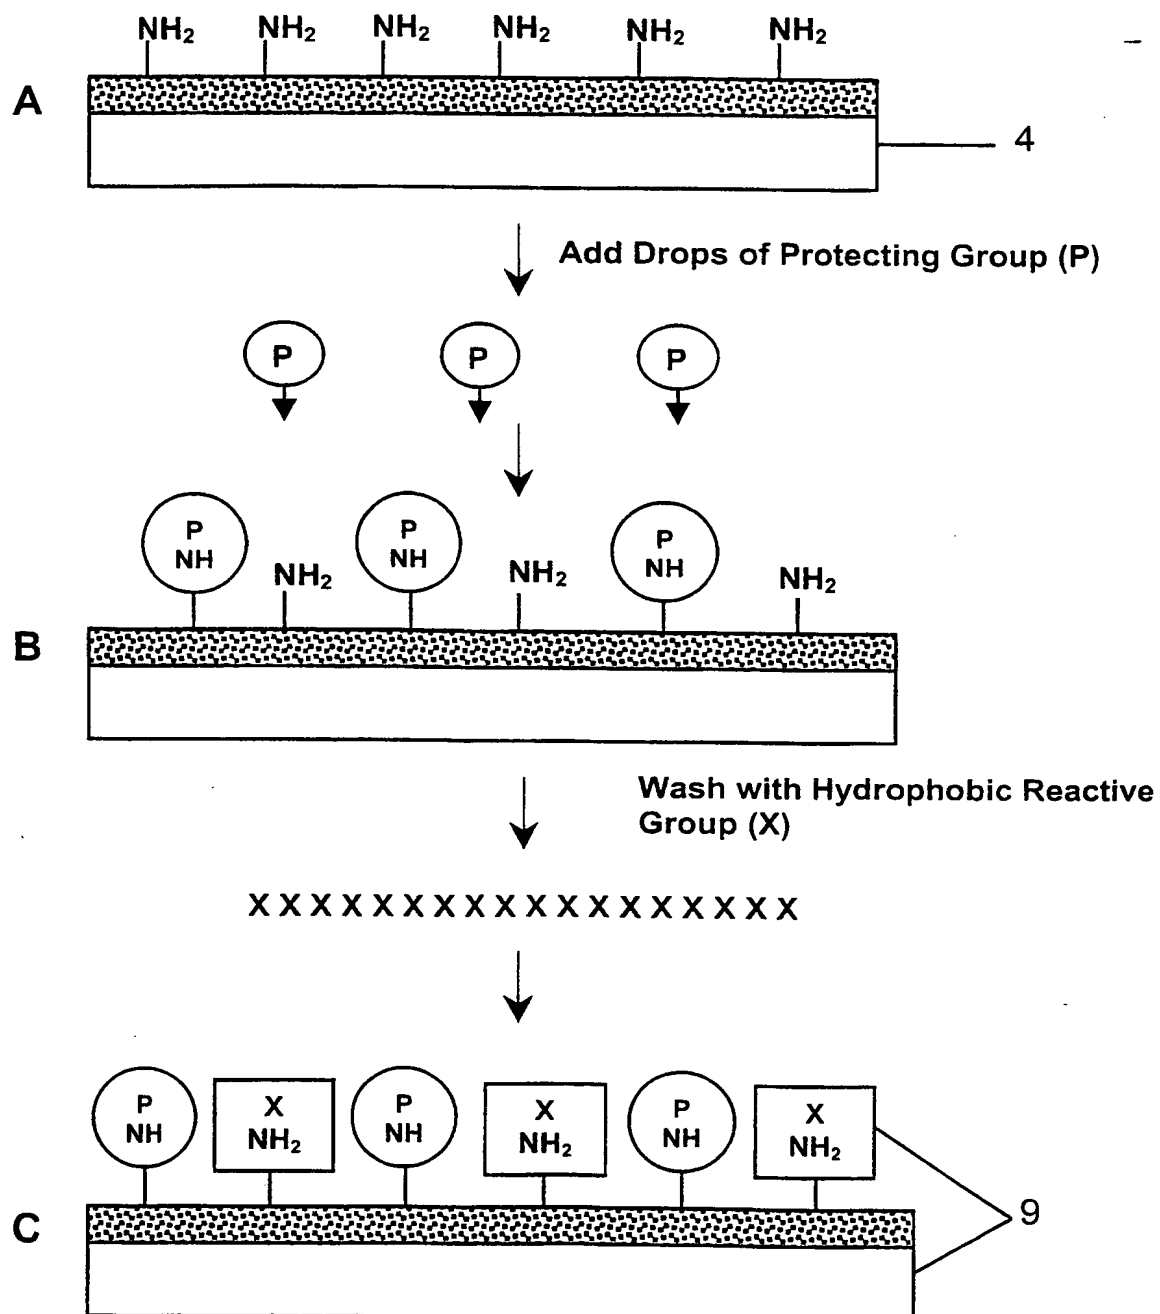 NH₂ NH₂ NH₂ NH₂ NH₂ NH₂
A
4
Add Drops of Protecting Group (P)
P P P
P P P
NH NH₂ NH NH₂ NH NH₂
B
Wash with Hydrophobic Reactive
Group (X)
X X X X X X X X X X X X X X X X X X
P X P X P X
NH NH₂ NH NH₂ NH NH₂
9
C